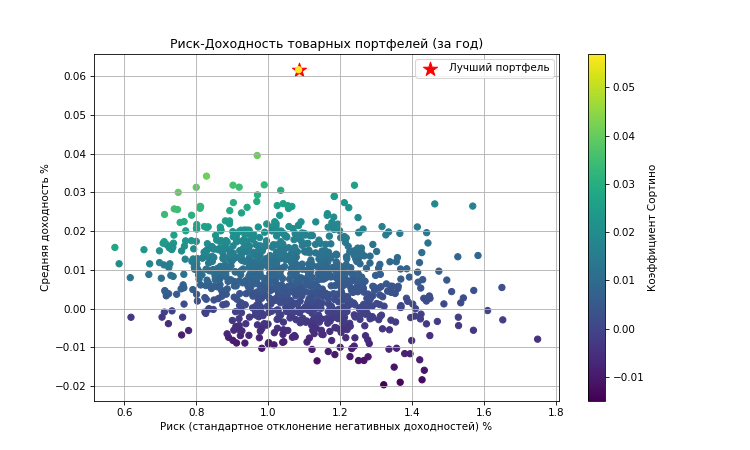 Риск-Доходность товарных портфелей (за год)
Лучший портфель
0.06
0.05
0.04
0.03
0.02
0.01
0.00
−0.01
−0.02
Средняя доходность %
0.6 0.8 1.0 1.2 1.4 1.6 1.8
Риск (стандартное отклонение негативных доходностей) %
0.05
0.04
0.03
0.02
0.01
0.00
−0.01
Коэффициент Сортино